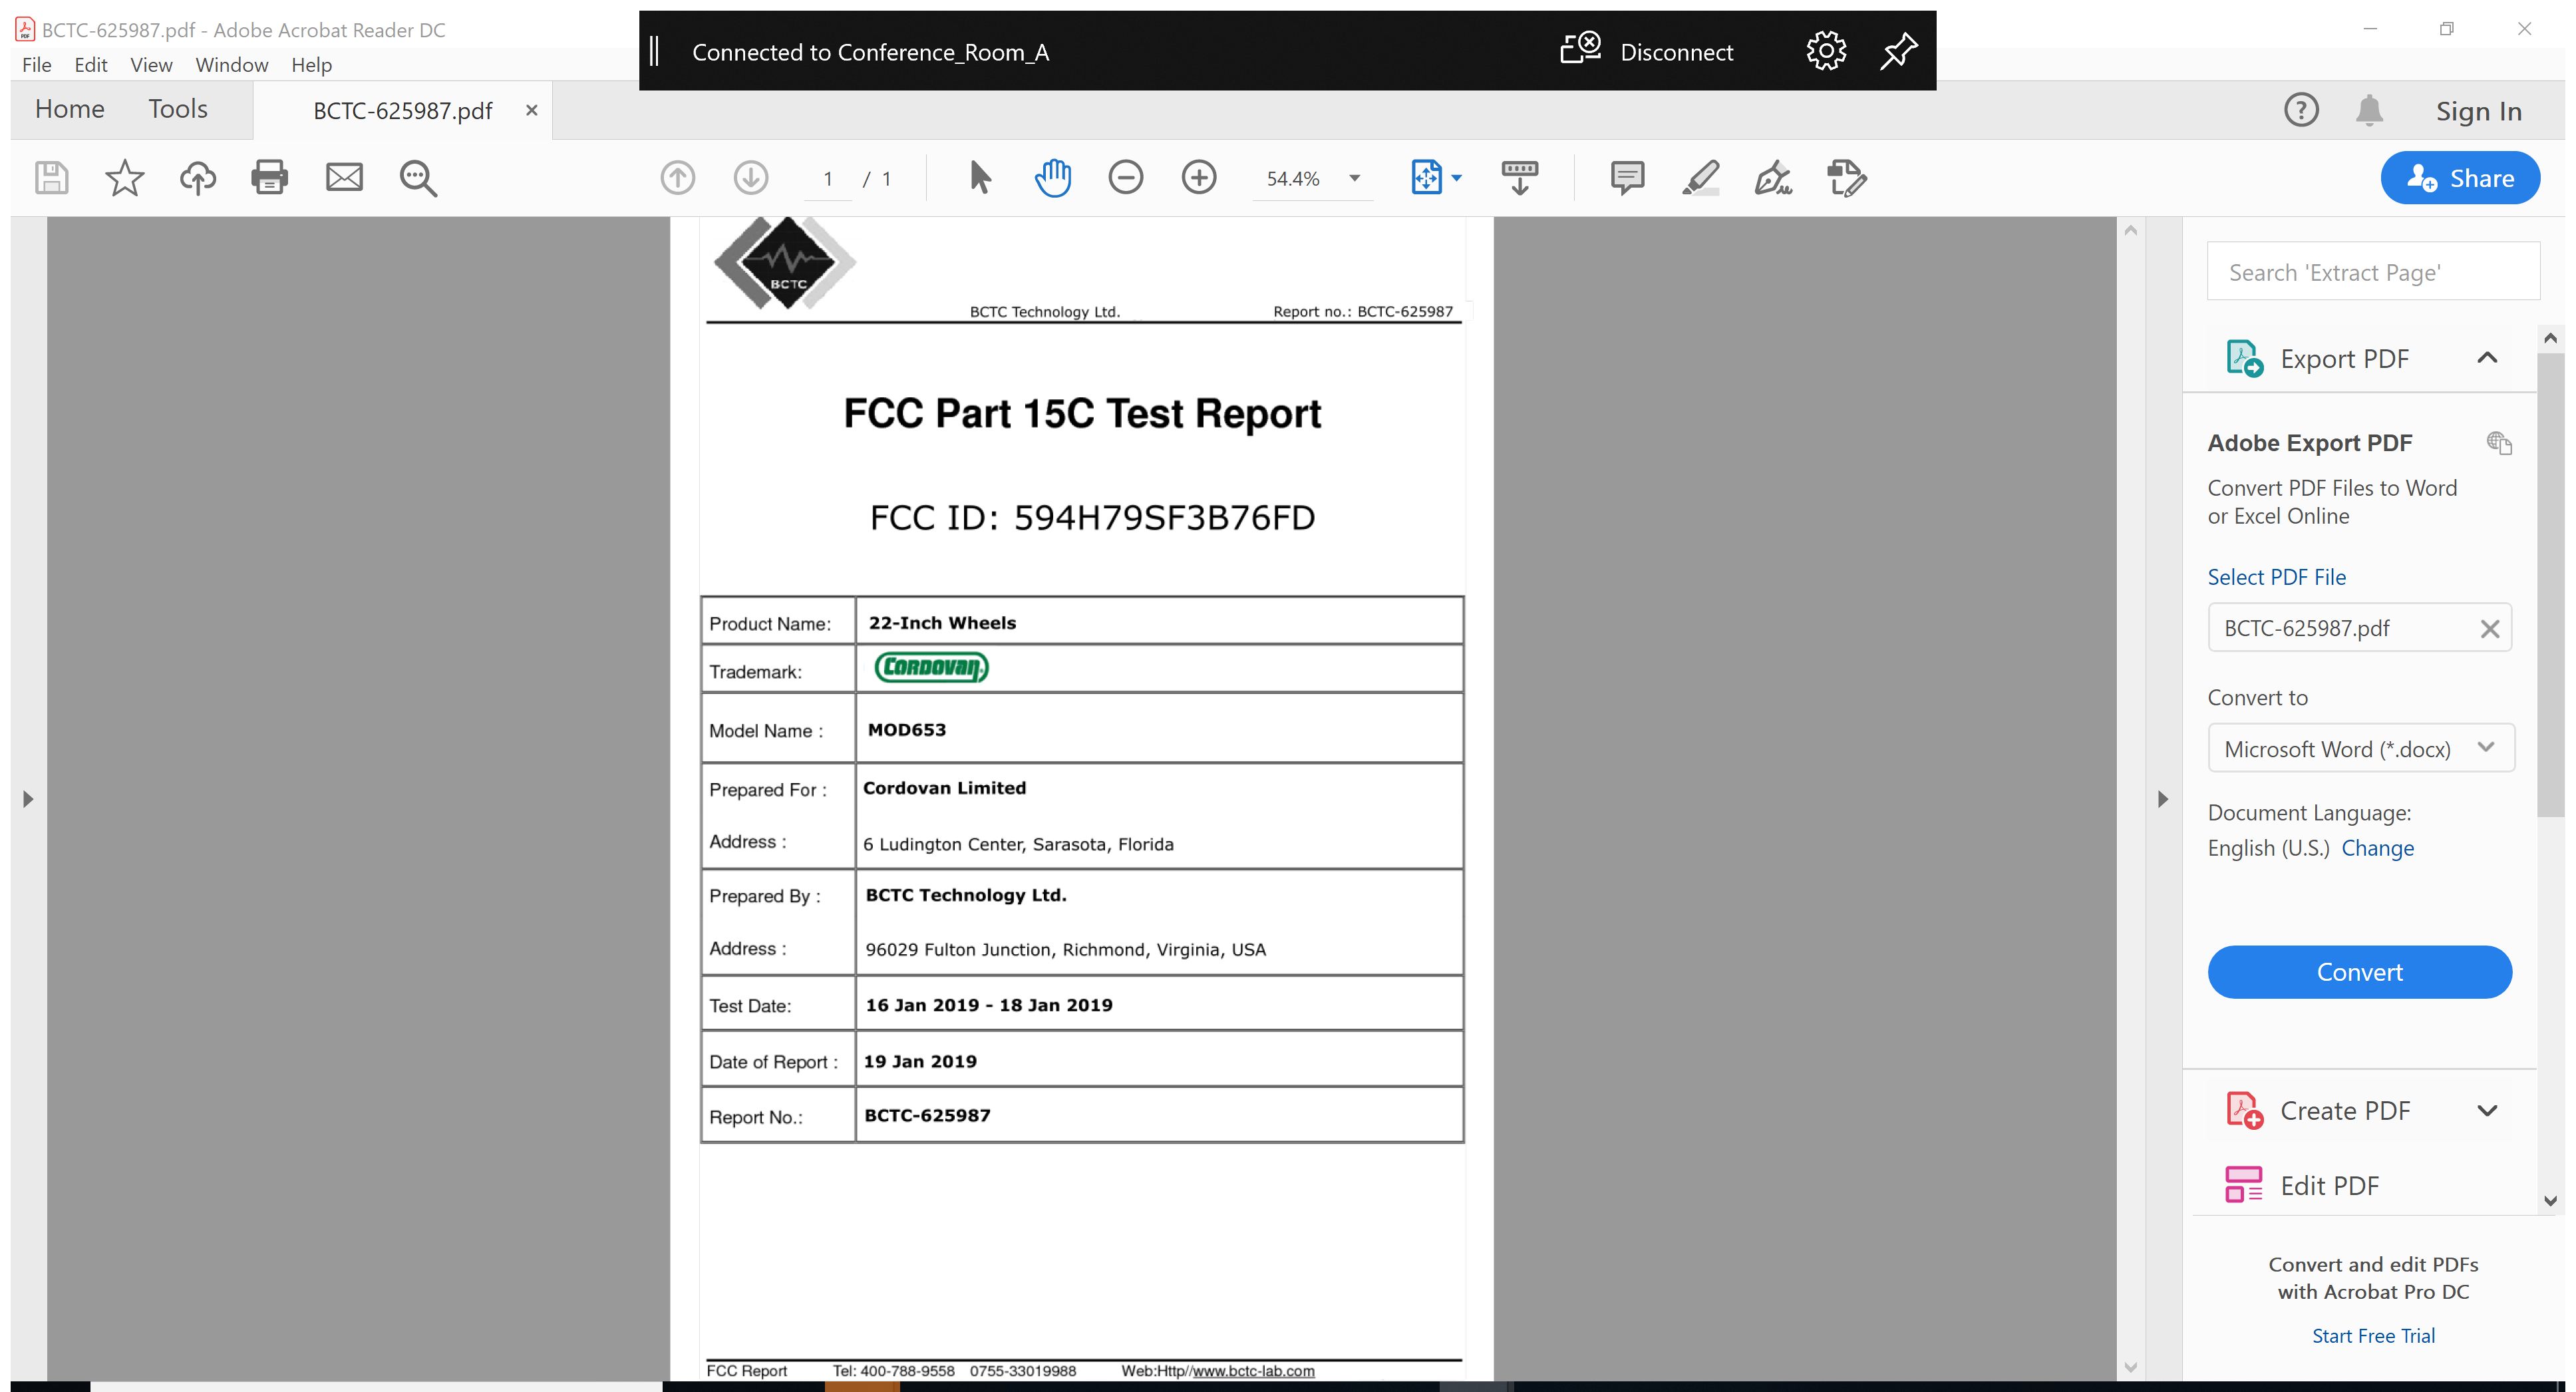 BCTC-625987.pdf - Adobe Acrobat Reader DC
Connected to Conference_Room_A
Disconnect
File Edit View Window Help
Home Tools BCTC-625987.pdf
Sign In
1 / 1
54.4%
Share
BCTC
BCTC Technology Ltd. Report no.: BCTC-625987
FCC Part 15C Test Report
FCC ID: 594H79SF3B76FD
Product Name: 22-Inch Wheels
Trademark: CORDOVAN
Model Name : MOD653
Prepared For : Cordovan Limited
Address : 6 Ludington Center, Sarasota, Florida
Prepared By : BCTC Technology Ltd.
Address : 96029 Fulton Junction, Richmond, Virginia, USA
Test Date: 16 Jan 2019 - 18 Jan 2019
Date of Report : 19 Jan 2019
Report No.: BCTC-625987
FCC Report Tel: 400-788-9558 0755-33019988 Web:Http//www.bctc-lab.com
Search 'Extract Page'
Export PDF
Adobe Export PDF
Convert PDF Files to Word
or Excel Online
Select PDF File
BCTC-625987.pdf
Convert to
Microsoft Word (*.docx)
Document Language:
English (U.S.) Change
Convert
Create PDF
Edit PDF
Convert and edit PDFs
with Acrobat Pro DC
Start Free Trial